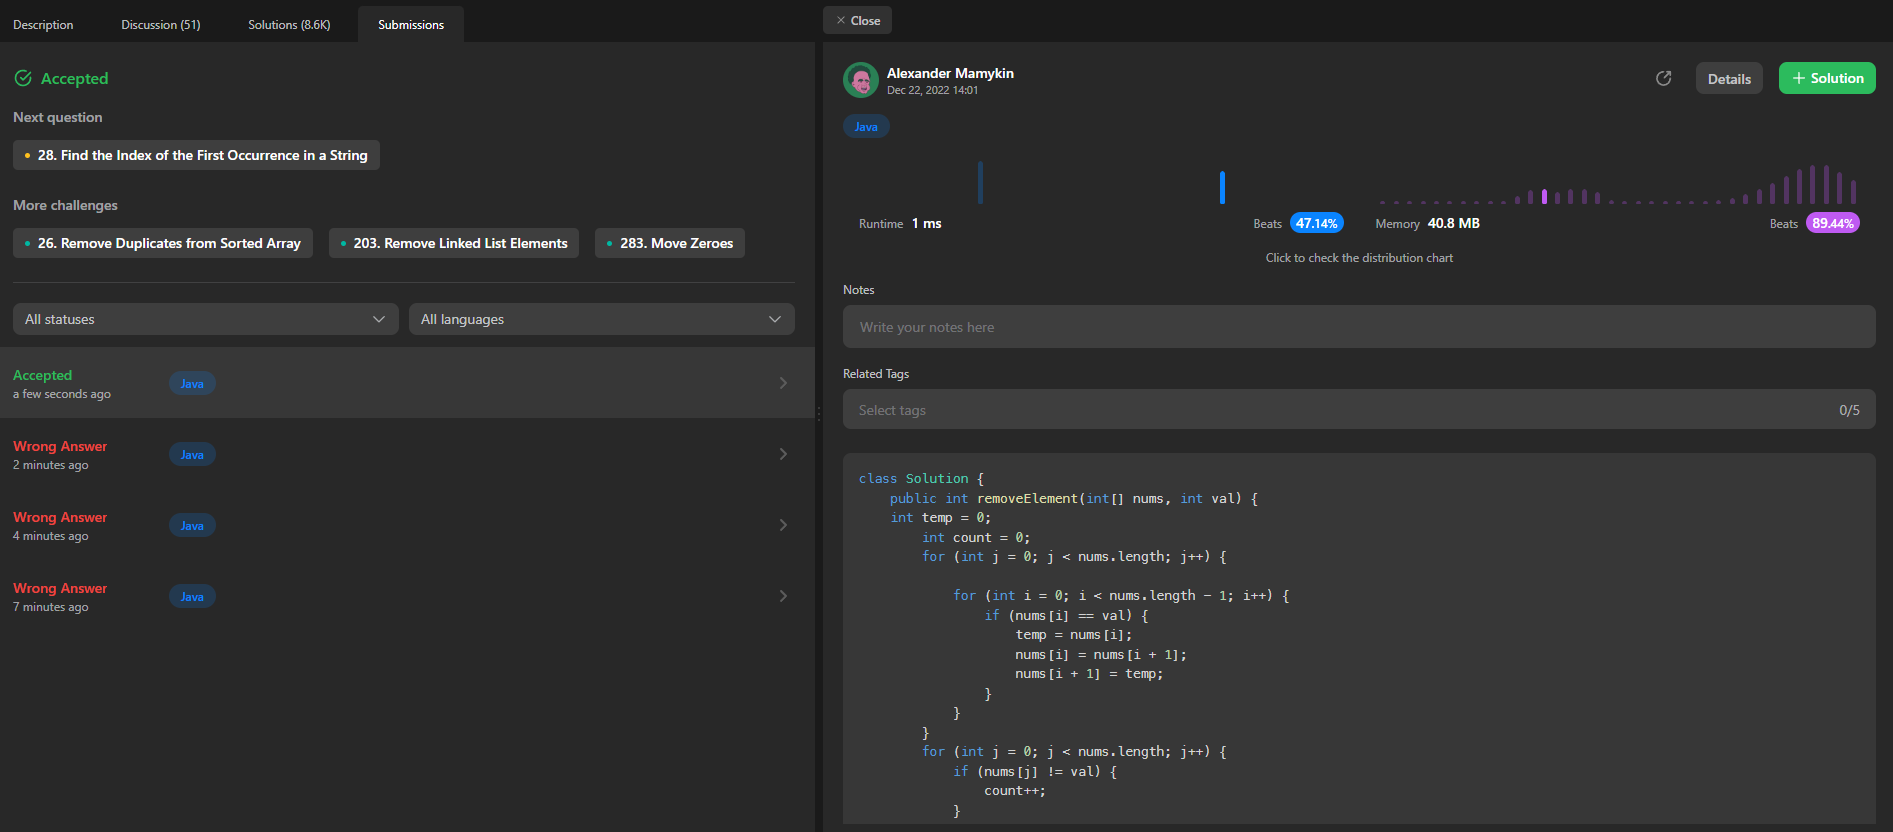 Description
Discussion (51)
Solutions (8.6K)
Submissions
Accepted
Next question
28. Find the Index of the First Occurrence in a String
More challenges
26. Remove Duplicates from Sorted Array
203. Remove Linked List Elements
283. Move Zeroes
All statuses
All languages
Accepted
a few seconds ago
Java
Wrong Answer
2 minutes ago
Java
Wrong Answer
4 minutes ago
Java
Wrong Answer
7 minutes ago
Java
Close
Alexander Mamykin
Dec 22, 2022 14:01
Details
+ Solution
Java
Runtime 1 ms
Beats 47.14%
Memory 40.8 MB
Beats 89.44%
Click to check the distribution chart
Notes
Write your notes here
Related Tags
Select tags
0/5
class Solution {
    public int removeElement(int[] nums, int val) {
    int temp = 0;
        int count = 0;
        for (int j = 0; j < nums.length; j++) {
            for (int i = 0; i < nums.length - 1; i++) {
                if (nums[i] == val) {
                    temp = nums[i];
                    nums[i] = nums[i + 1];
                    nums[i + 1] = temp;
                }
            }
        }
        for (int j = 0; j < nums.length; j++) {
            if (nums[j] != val) {
                count++;
            }